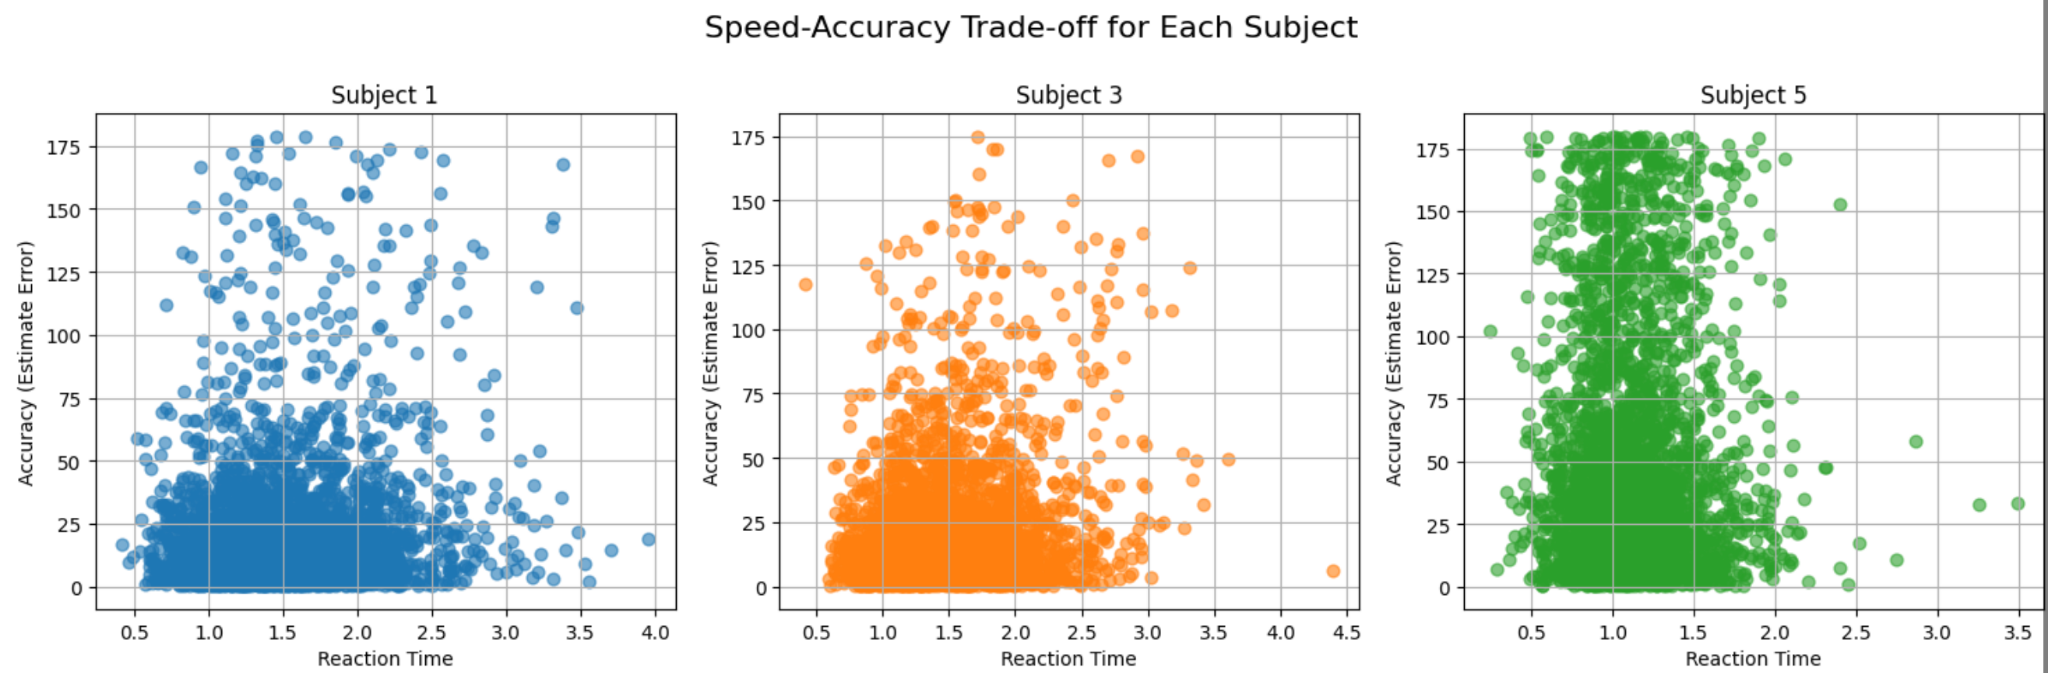 Speed-Accuracy Trade-off for Each Subject
Subject 1
Accuracy (Estimate Error)
175
150
125
100
75
50
25
0
0.5 1.0 1.5 2.0 2.5 3.0 3.5 4.0
Reaction Time
Subject 3
Accuracy (Estimate Error)
175
150
125
100
75
50
25
0
0.5 1.0 1.5 2.0 2.5 3.0 3.5 4.0 4.5
Reaction Time
Subject 5
Accuracy (Estimate Error)
175
150
125
100
75
50
25
0
0.5 1.0 1.5 2.0 2.5 3.0 3.5
Reaction Time